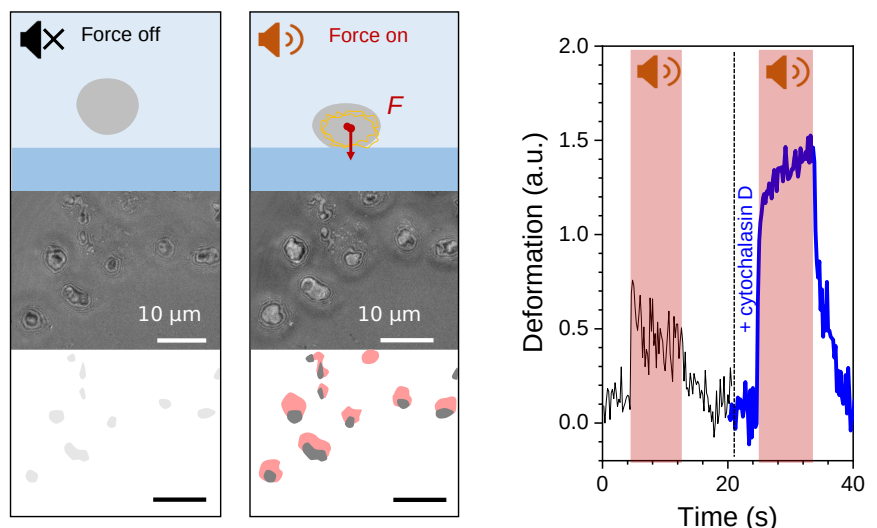 Force off
Force on
F
10 µm
10 µm
Deformation (a.u.)
2.0
1.5
1.0
0.5
0.0
+ cytochalasin D
0
20
40
Time (s)